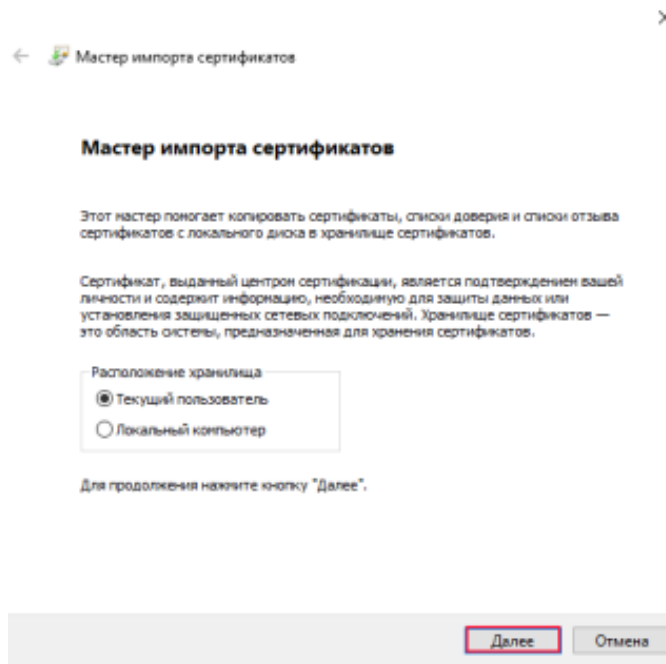 Мастер импорта сертификатов
Мастер импорта сертификатов
Этот мастер помогает копировать сертификаты, списки доверия и списки отзыва
сертификатов с локального диска в хранилище сертификатов.
Сертификат, выданный центром сертификации, является подтверждением вашей
личности и содержит информацию, необходимую для защиты данных или
установления защищенных сетевых подключений. Хранилище сертификатов —
это область системы, предназначенная для хранения сертификатов.
Расположение хранилища
Текущий пользователь
Локальный компьютер
Для продолжения нажмите кнопку "Далее".
Далее
Отмена